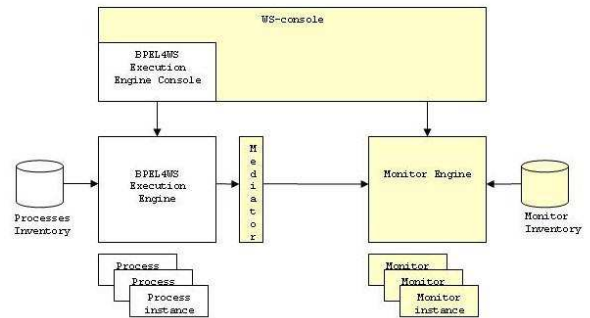 WS-console
BPEL4WS
Execution
Engine Console
BPEL4WS
Execution
Engine
Mediator
Monitor Engine
Processes
Inventory
Monitor
Inventory
Process
Process
Process
instance
Monitor
Monitor
Monitor
instance